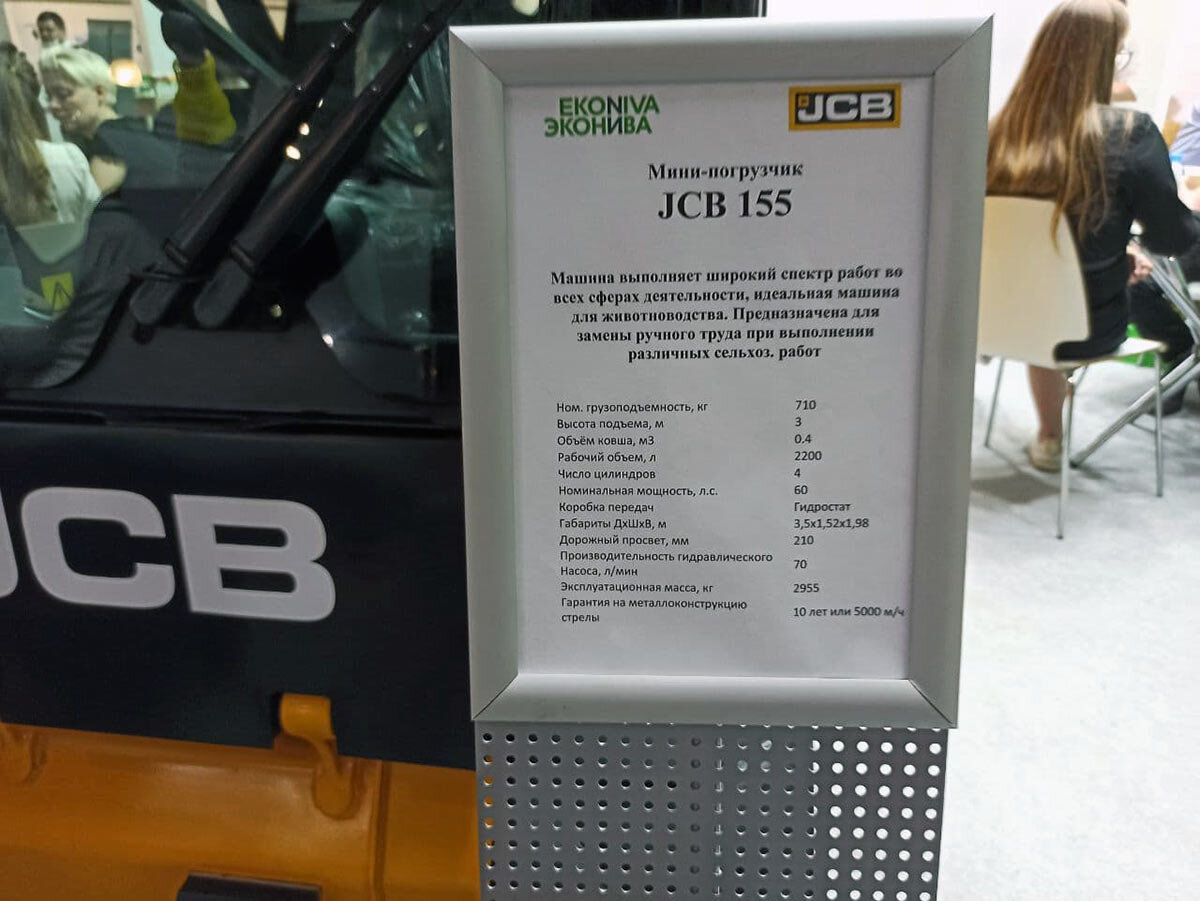 EKONIVA
ЭКОНИВА
JCB
Мини-погрузчик
JCB 155
Машина выполняет широкий спектр работ во
всех сферах деятельности, идеальная машина
для животноводства. Предназначена для
замены ручного труда при выполнении
различных сельхоз. работ
Ном. грузоподъемность, кг 710
Высота подъема, м 3
Объём ковша, м3 0.4
Рабочий объем, л 2200
Число цилиндров 4
Номинальная мощность, л.с. 60
Коробка передач Гидростат
Габариты ДхШхВ, м 3,5х1,52х1,98
Дорожный просвет, мм 210
Производительность гидравлического
Насоса, л/мин 70
Эксплуатационная масса, кг 2955
Гарантия на металлоконструкцию
стрелы 10 лет или 5000 м/ч
JCB